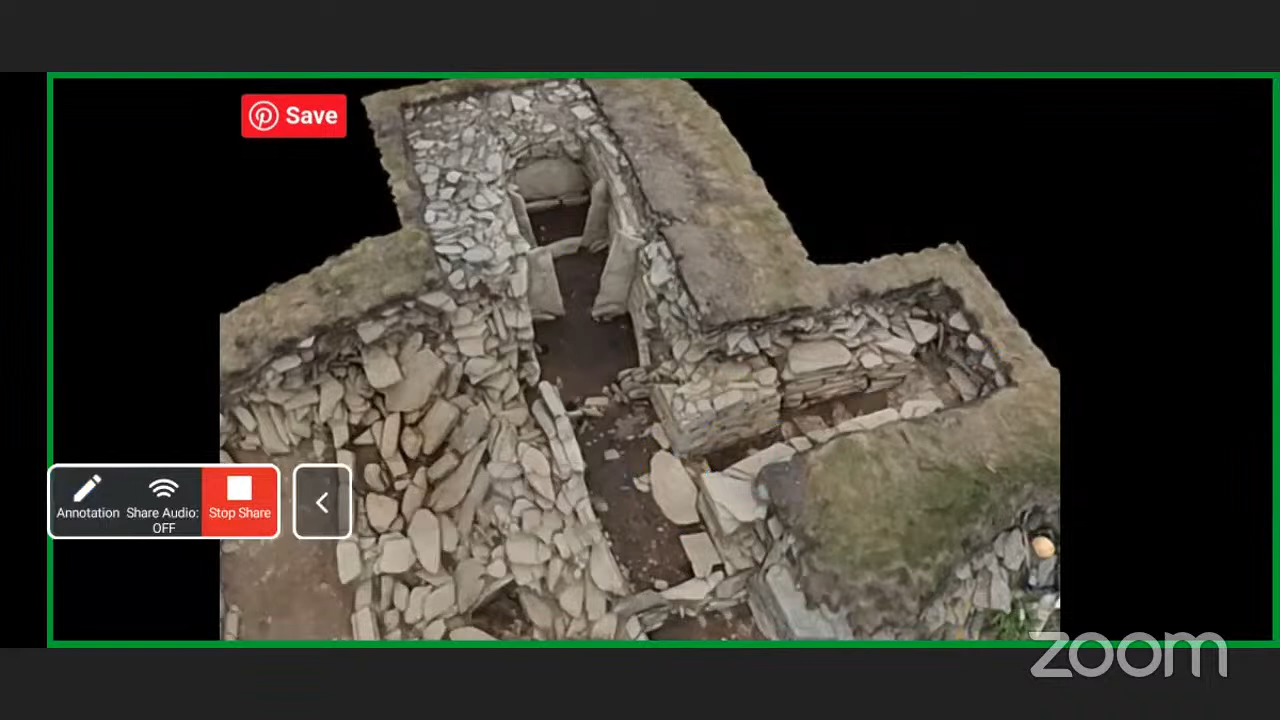 Save
Annotation
Share Audio:
OFF
Stop Share
zoom